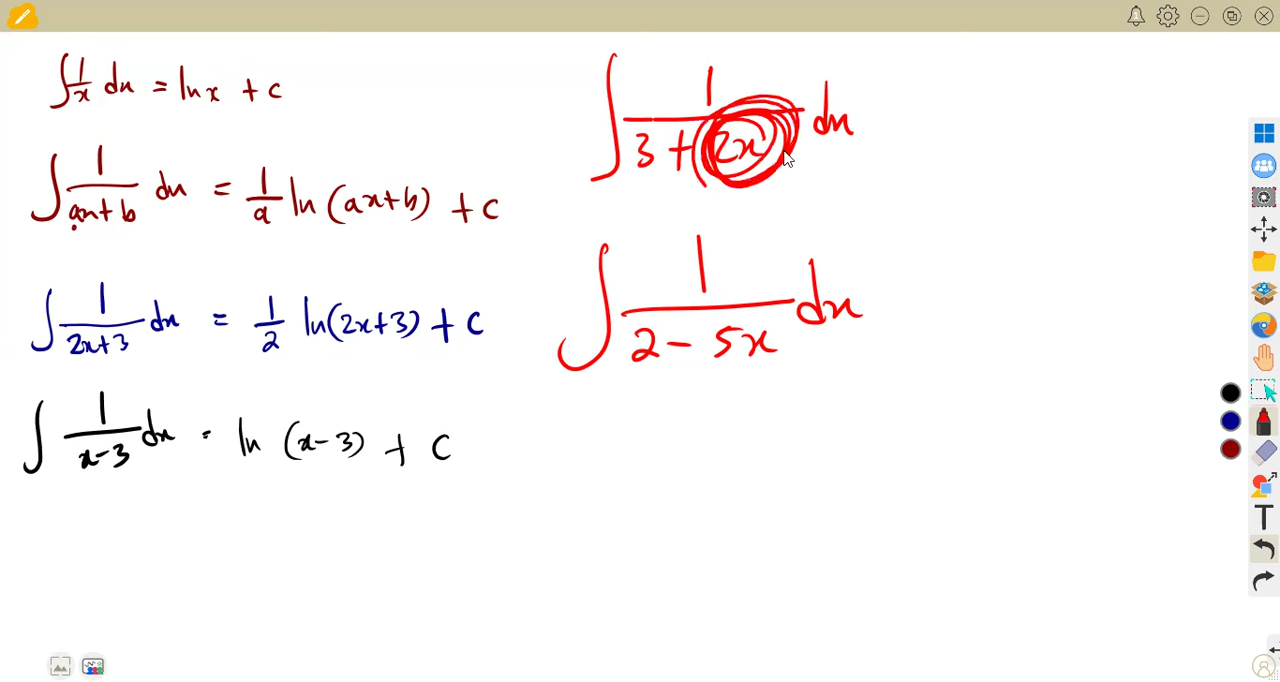 ∫ 1/x dx = ln x + c
∫ 1/(ax+b) dx = 1/a ln(ax+b) + c
∫ 1/(2x+3) dx = 1/2 ln(2x+3) + c
∫ 1/(x-3) dx = ln (x-3) + c
∫ 1/(3+2x) dx
∫ 1/(2-5x) dx
T